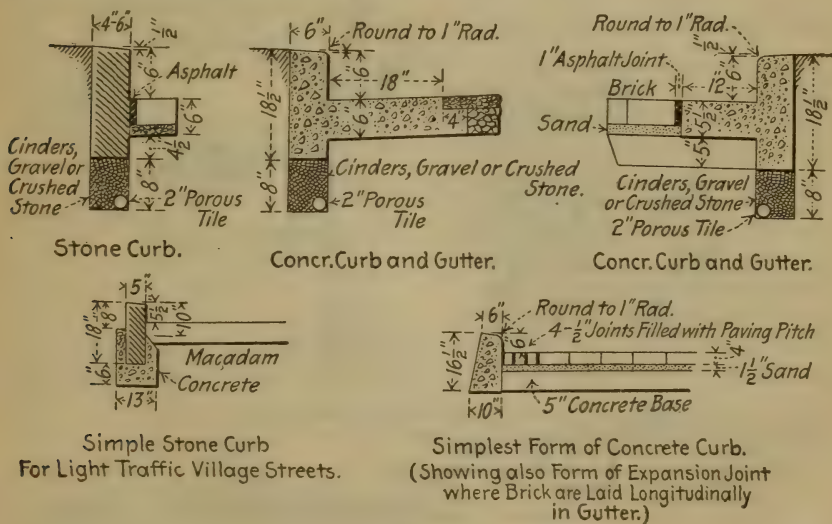 4"-6"
1/2"
6"
Asphalt
6"
4 1/2"
8"
Cinders,
Gravel or
Crushed
Stone
2" Porous
Tile
Stone Curb.
6"
Round to 1" Rad.
6"
18"
18 1/2"
6"
4"
8"
Cinders, Gravel or Crushed
Stone.
2" Porous
Tile
Concr. Curb and Gutter.
Round to 1" Rad.
1/2"
1" Asphalt Joint
6"
Brick
12"
Sand
5 1/2"
5"
18 1/2"
Cinders, Gravel
or Crushed Stone
8"
2" Porous Tile
Concr. Curb and Gutter.
5"
18"
8"
5 1/2"
10"
Macadam
6"
Concrete
13"
Simple Stone Curb
For Light Traffic Village Streets.
6"
Round to 1" Rad.
6"
4-1/2" Joints Filled with Paving Pitch
16 1/2"
4"
1 1/2" Sand
10"
5" Concrete Base
Simplest Form of Concrete Curb.
(Showing also Form of Expansion Joint
where Brick are Laid Longitudinally
in Gutter.)